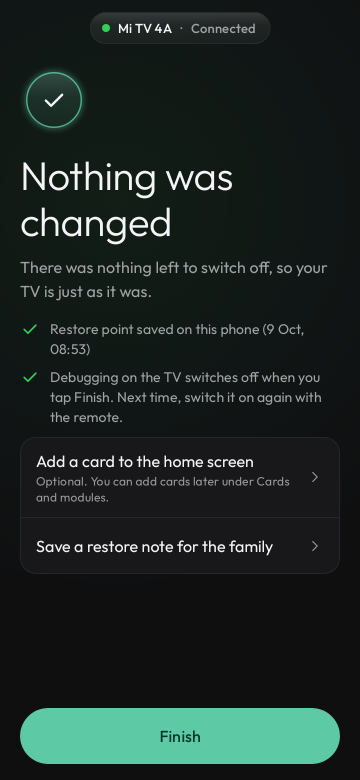 Mi TV 4A · Connected
Nothing was
changed
There was nothing left to switch off, so your
TV is just as it was.
Restore point saved on this phone (9 Oct,
08:53)
Debugging on the TV switches off when you
tap Finish. Next time, switch it on again with
the remote.
Add a card to the home screen
Optional. You can add cards later under Cards
and modules.
Save a restore note for the family
Finish